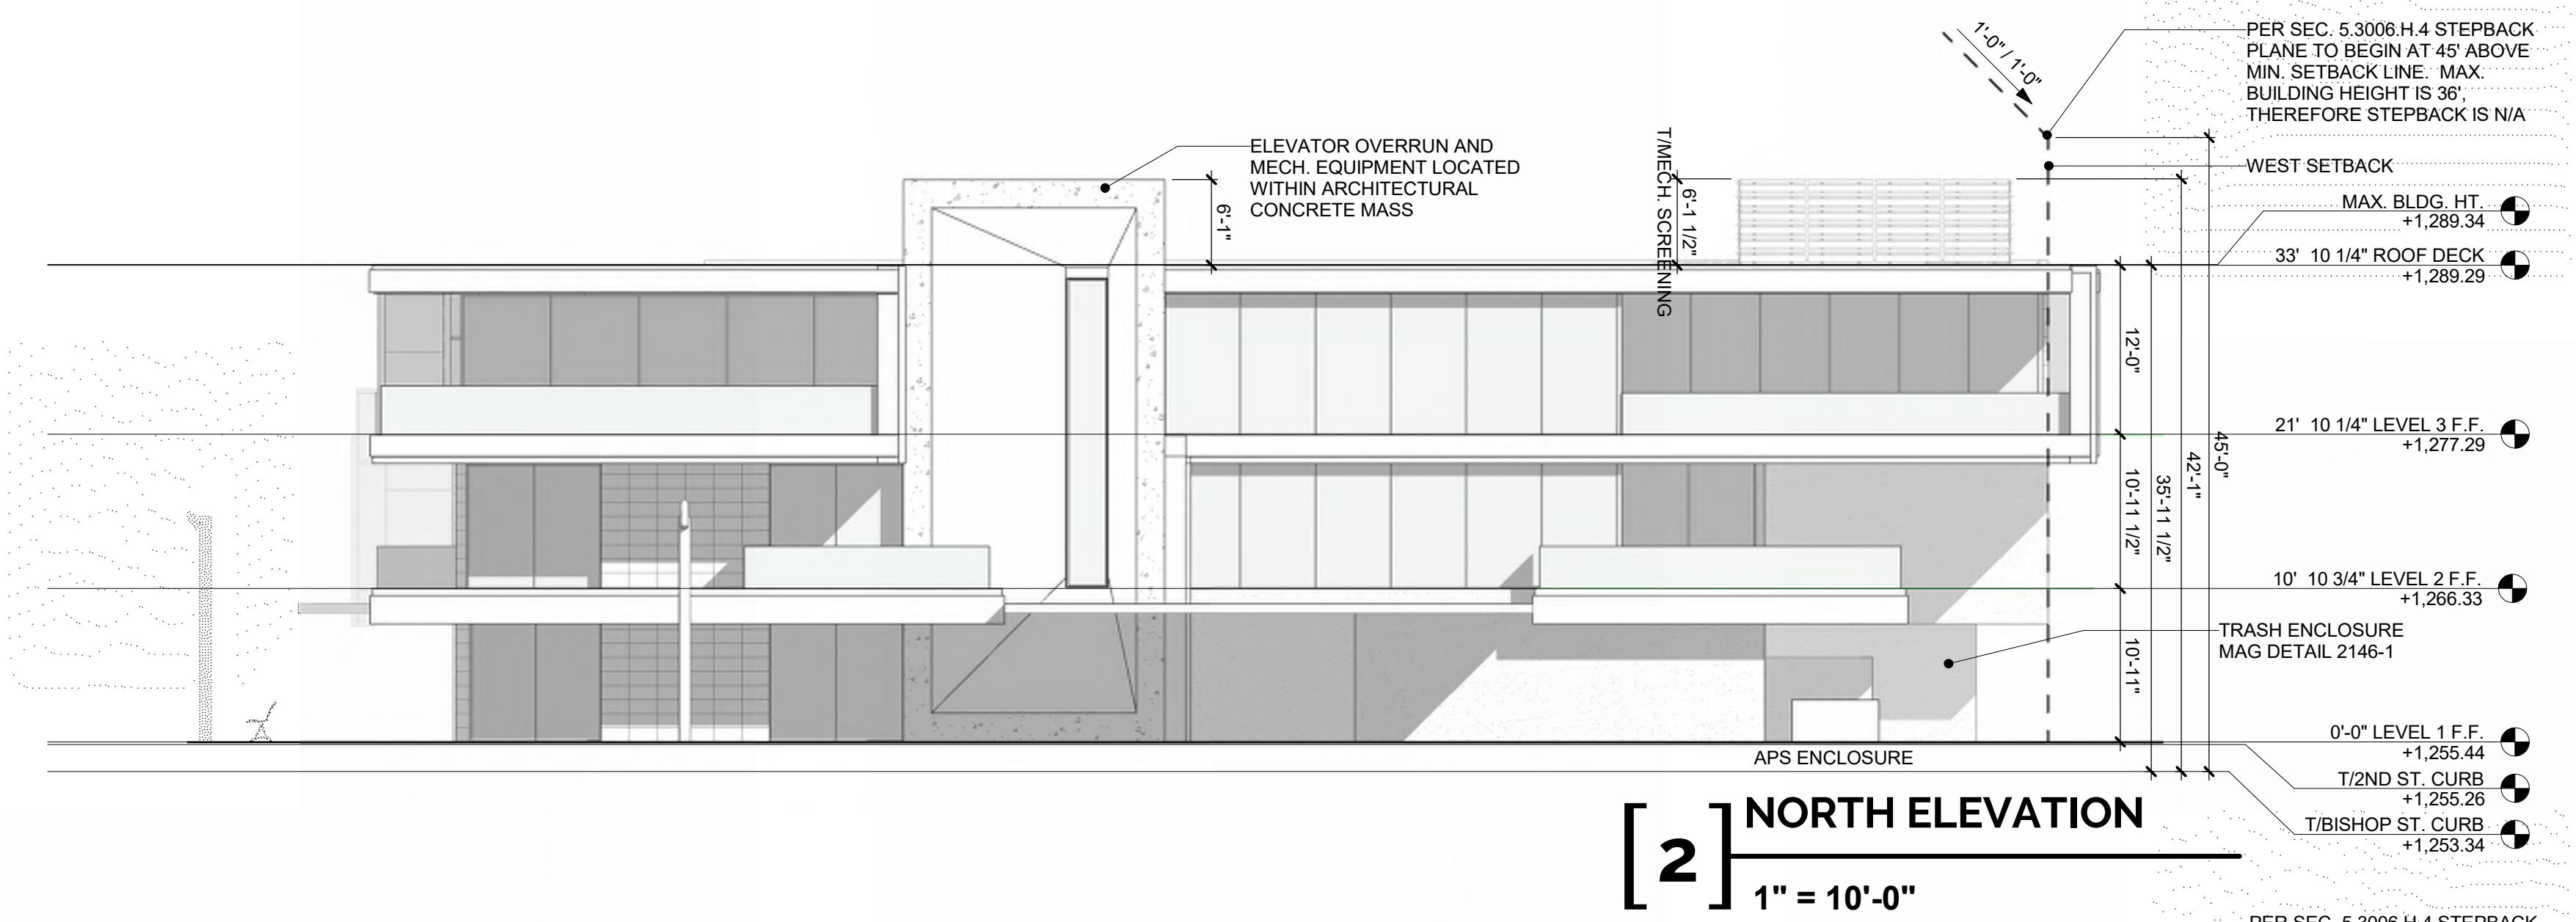 1'-0" / 1'-0"
PER SEC. 5.3006.H.4 STEPBACK
PLANE TO BEGIN AT 45' ABOVE
MIN. SETBACK LINE. MAX.
BUILDING HEIGHT IS 36',
THEREFORE STEPBACK IS N/A
WEST SETBACK
ELEVATOR OVERRUN AND
MECH. EQUIPMENT LOCATED
WITHIN ARCHITECTURAL
CONCRETE MASS
6'-1"
T/MECH. SCREENING
6'-1 1/2"
MAX. BLDG. HT.
+1,289.34
33' 10 1/4" ROOF DECK
+1,289.29
12'-0"
21' 10 1/4" LEVEL 3 F.F.
+1,277.29
45'-0"
42'-1"
35'-11 1/2"
10'-11 1/2"
10' 10 3/4" LEVEL 2 F.F.
+1,266.33
TRASH ENCLOSURE
MAG DETAIL 2146-1
10'-11"
0'-0" LEVEL 1 F.F.
+1,255.44
APS ENCLOSURE
T/2ND ST. CURB
+1,255.26
T/BISHOP ST. CURB
+1,253.34
[2] NORTH ELEVATION
1" = 10'-0"
PER SEC. 5.3006.H.4 STEPBACK